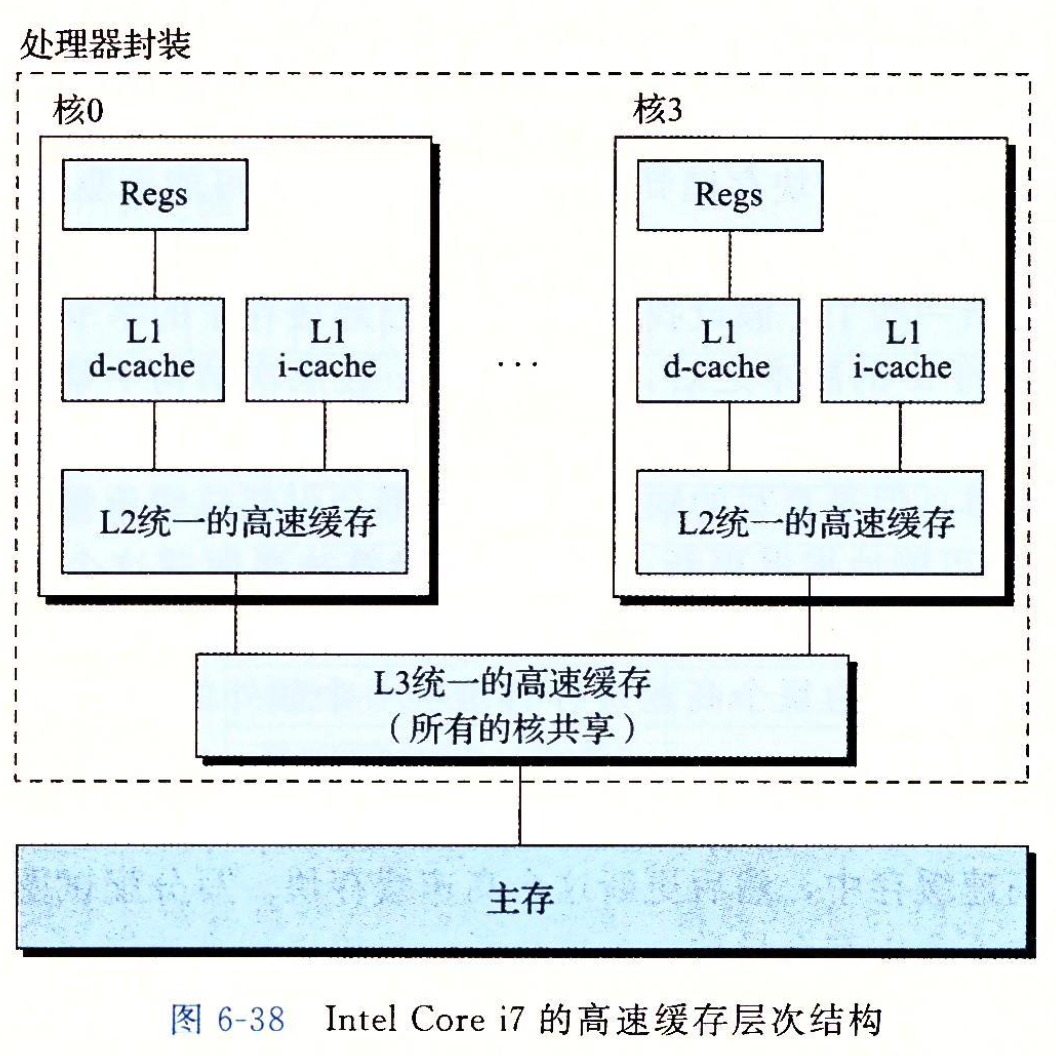 处理器封装
核0
核3
Regs
Regs
L1
d-cache
L1
i-cache
...
L1
d-cache
L1
i-cache
L2统一的高速缓存
L2统一的高速缓存
L3统一的高速缓存
（所有的核共享）
主存
图 6-38 Intel Core i7 的高速缓存层次结构